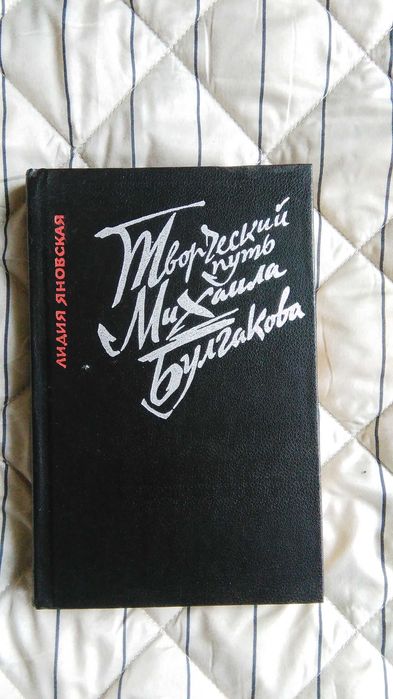 ЛИДИЯ ЯНОВСКАЯ
Творческий
путь
Михаила
Булгакова